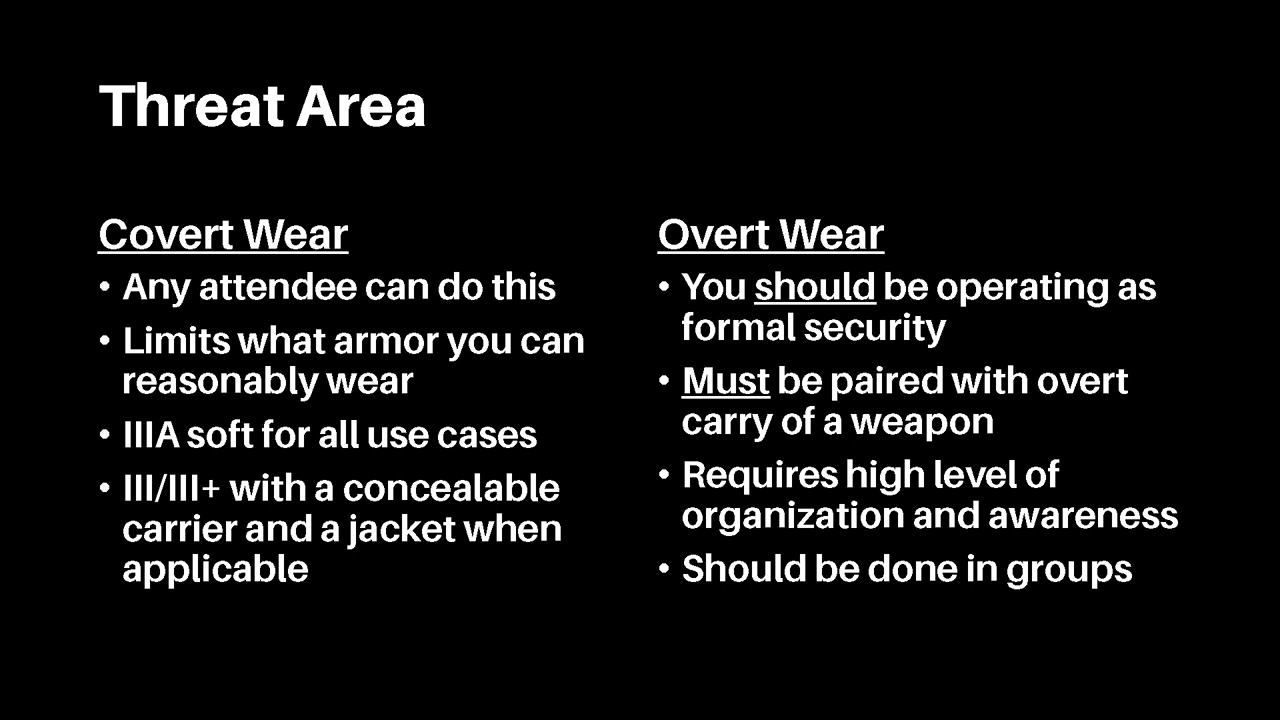 Threat Area
Covert Wear
• Any attendee can do this
• Limits what armor you can
reasonably wear
• IIIA soft for all use cases
• III/III+ with a concealable
carrier and a jacket when
applicable
Overt Wear
• You should be operating as
formal security
• Must be paired with overt
carry of a weapon
• Requires high level of
organization and awareness
• Should be done in groups